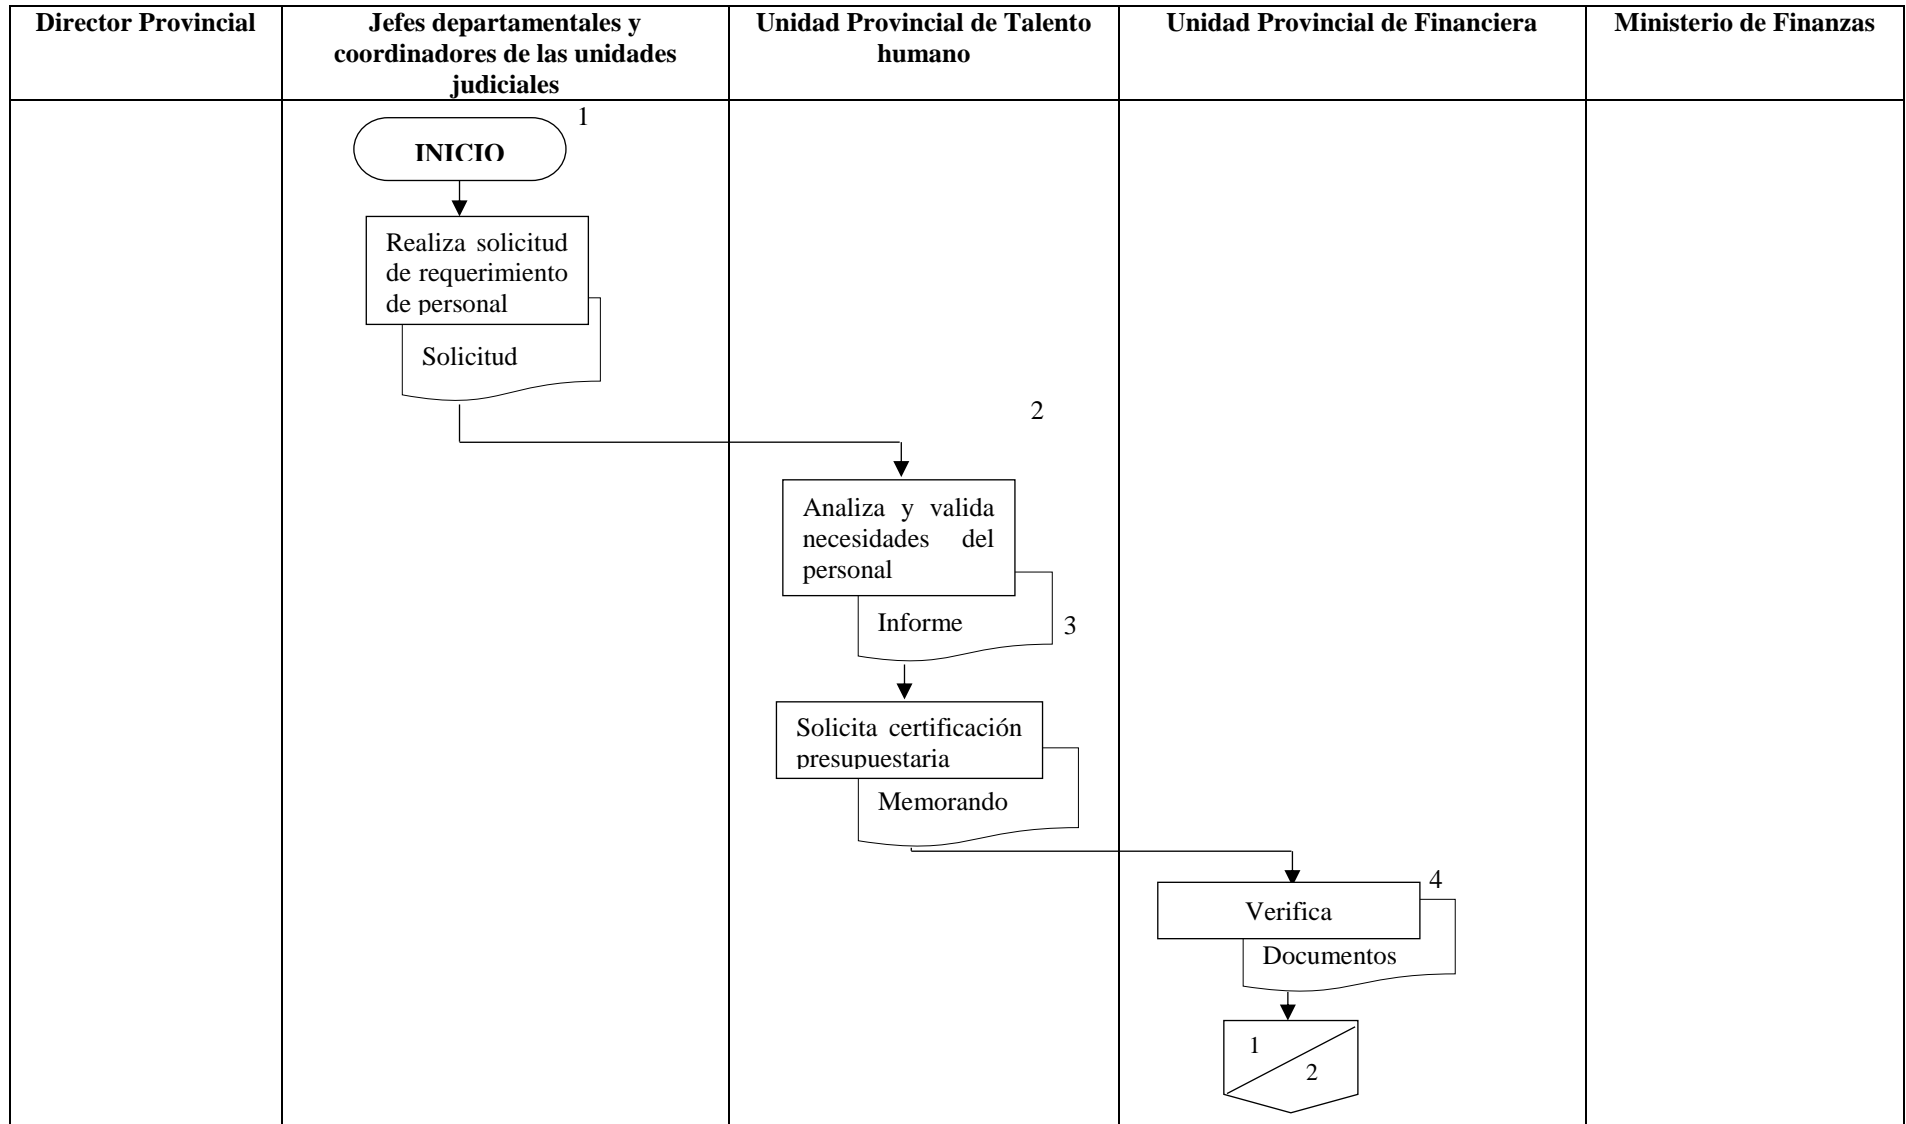 Director Provincial
Jefes departamentales y
coordinadores de las unidades
judiciales
Unidad Provincial de Talento
humano
Unidad Provincial de Financiera
Ministerio de Finanzas
1
INICIO
Realiza solicitud
de requerimiento
de personal
Solicitud
2
Analiza y valida
necesidades del
personal
Informe
3
Solicita certificación
presupuestaria
Memorando
4
Verifica
Documentos
1
2